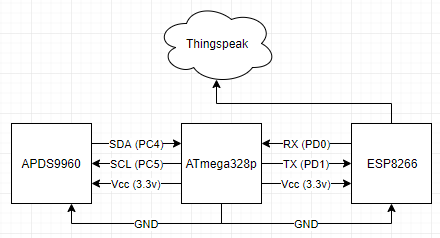 Thingspeak
SDA (PC4)
RX (PD0)
APDS9960
SCL (PC5)
ATmega328p
TX (PD1)
ESP8266
Vcc (3.3v)
Vcc (3.3v)
GND
GND